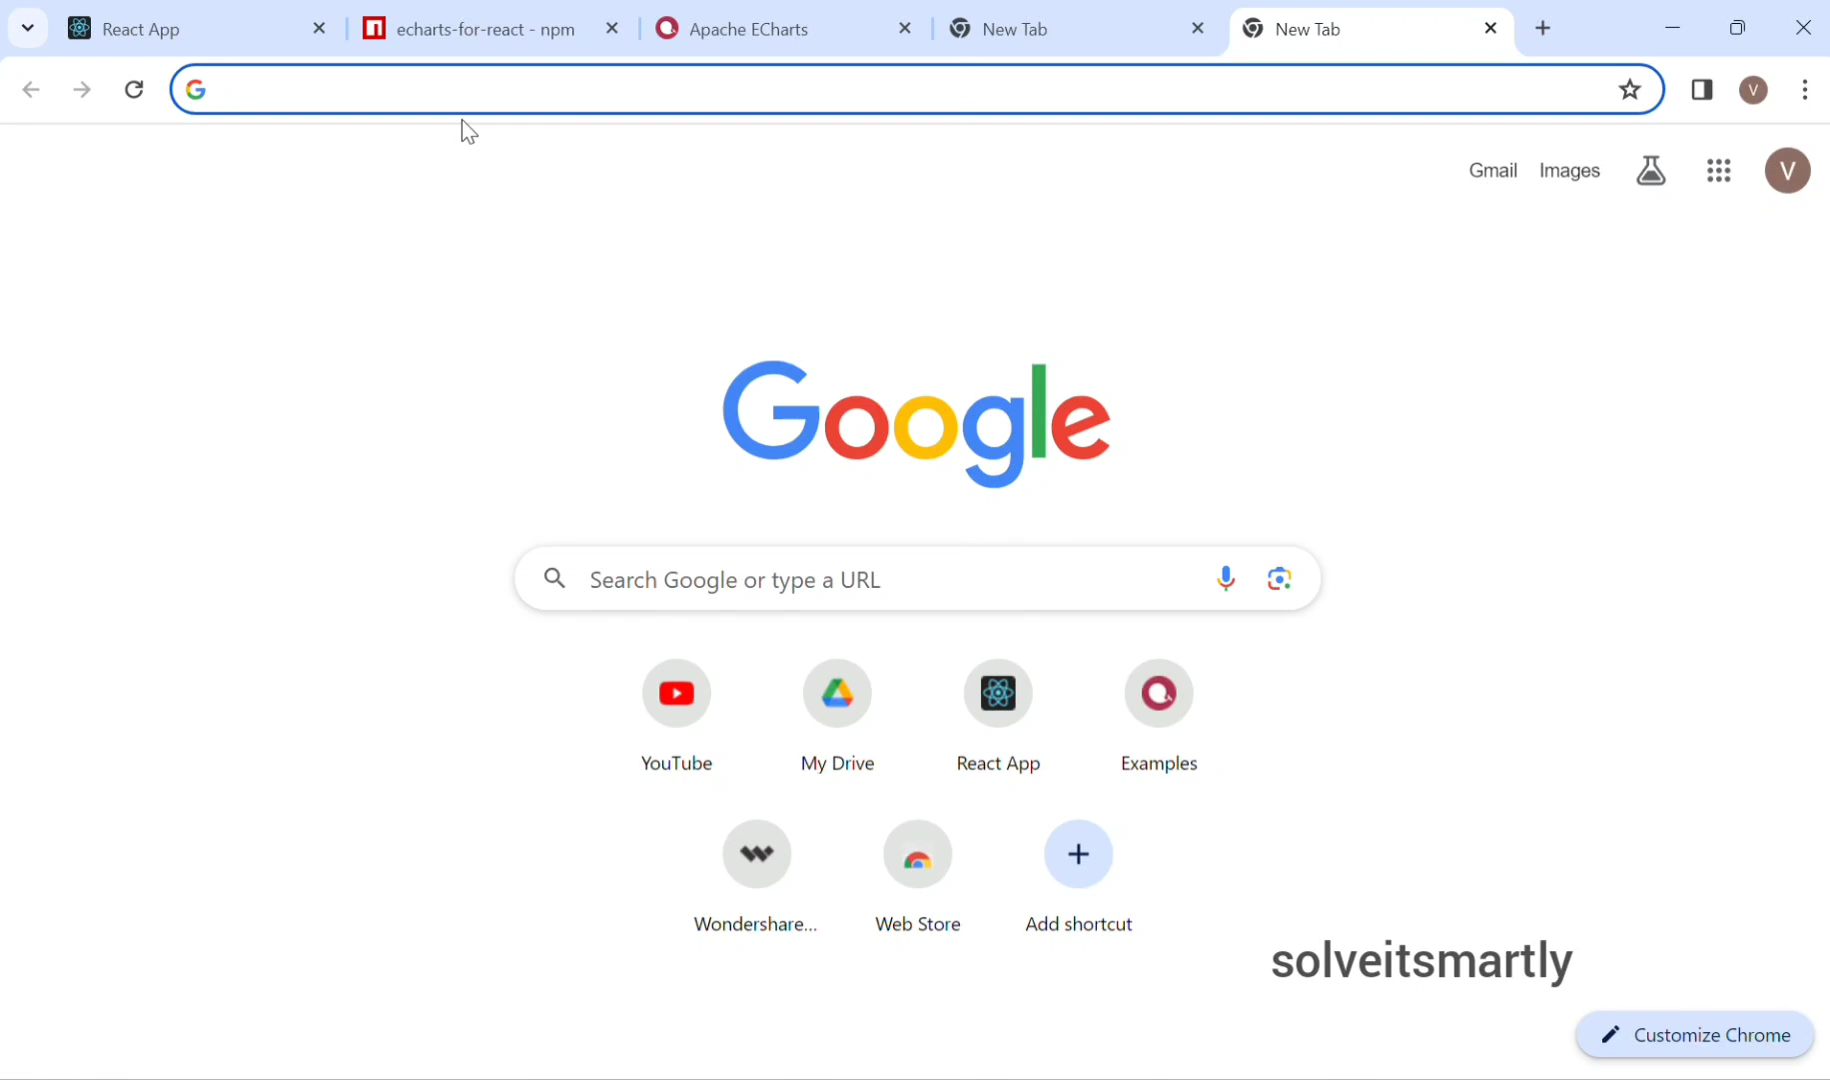 React App
echarts-for-react - npm
Apache ECharts
New Tab
New Tab
V
Gmail Images
V
Google
Search Google or type a URL
YouTube My Drive React App Examples
Wondershare... Web Store Add shortcut
solveitsmartly
Customize Chrome